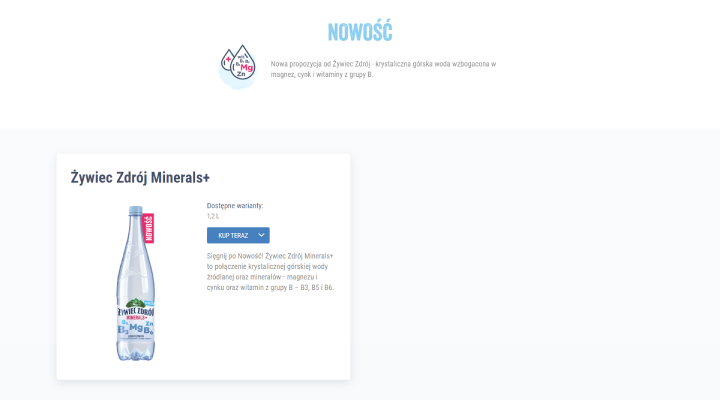 NOWOŚĆ
Mg
Zn
Nowa propozycja od Żywiec Zdrój - krystaliczna górska woda wzbogacona w
magnez, cynk i witaminy z grupy B.
Żywiec Zdrój Minerals+
Dostępne warianty:
1,2 L
KUP TERAZ
Sięgnij po Nowość! Żywiec Zdrój Minerals+
to połączenie krystalicznej górskiej wody
źródlanej oraz minerałów– magnezu i
cynku oraz witamin z grupy B – B3, B5 i B6.
NOWOŚĆ
ŻYWIEC ZDRÓJ
MINERALS+
Zn
B3 Mg B6